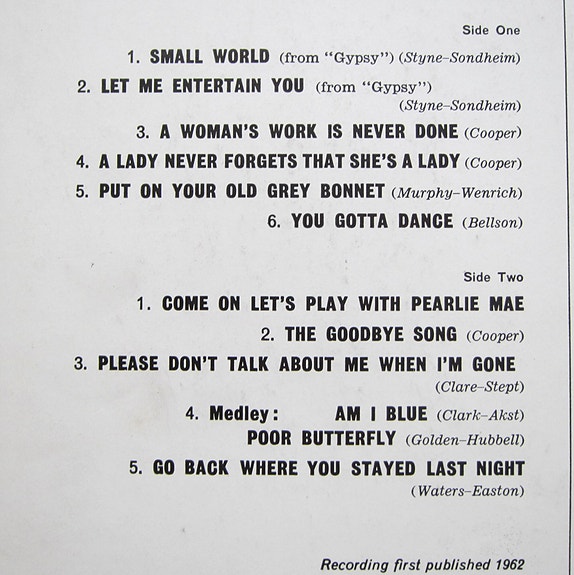 Side One
1. SMALL WORLD (from "Gypsy") (Styne–Sondheim)
2. LET ME ENTERTAIN YOU (from "Gypsy")
(Styne–Sondheim)
3. A WOMAN'S WORK IS NEVER DONE (Cooper)
4. A LADY NEVER FORGETS THAT SHE'S A LADY (Cooper)
5. PUT ON YOUR OLD GREY BONNET (Murphy–Wenrich)
6. YOU GOTTA DANCE (Bellson)
Side Two
1. COME ON LET'S PLAY WITH PEARLIE MAE
2. THE GOODBYE SONG (Cooper)
3. PLEASE DON'T TALK ABOUT ME WHEN I'M GONE
(Clare–Stept)
4. Medley: AM I BLUE (Clark–Akst)
POOR BUTTERFLY (Golden–Hubbell)
5. GO BACK WHERE YOU STAYED LAST NIGHT
(Waters–Easton)
Recording first published 1962